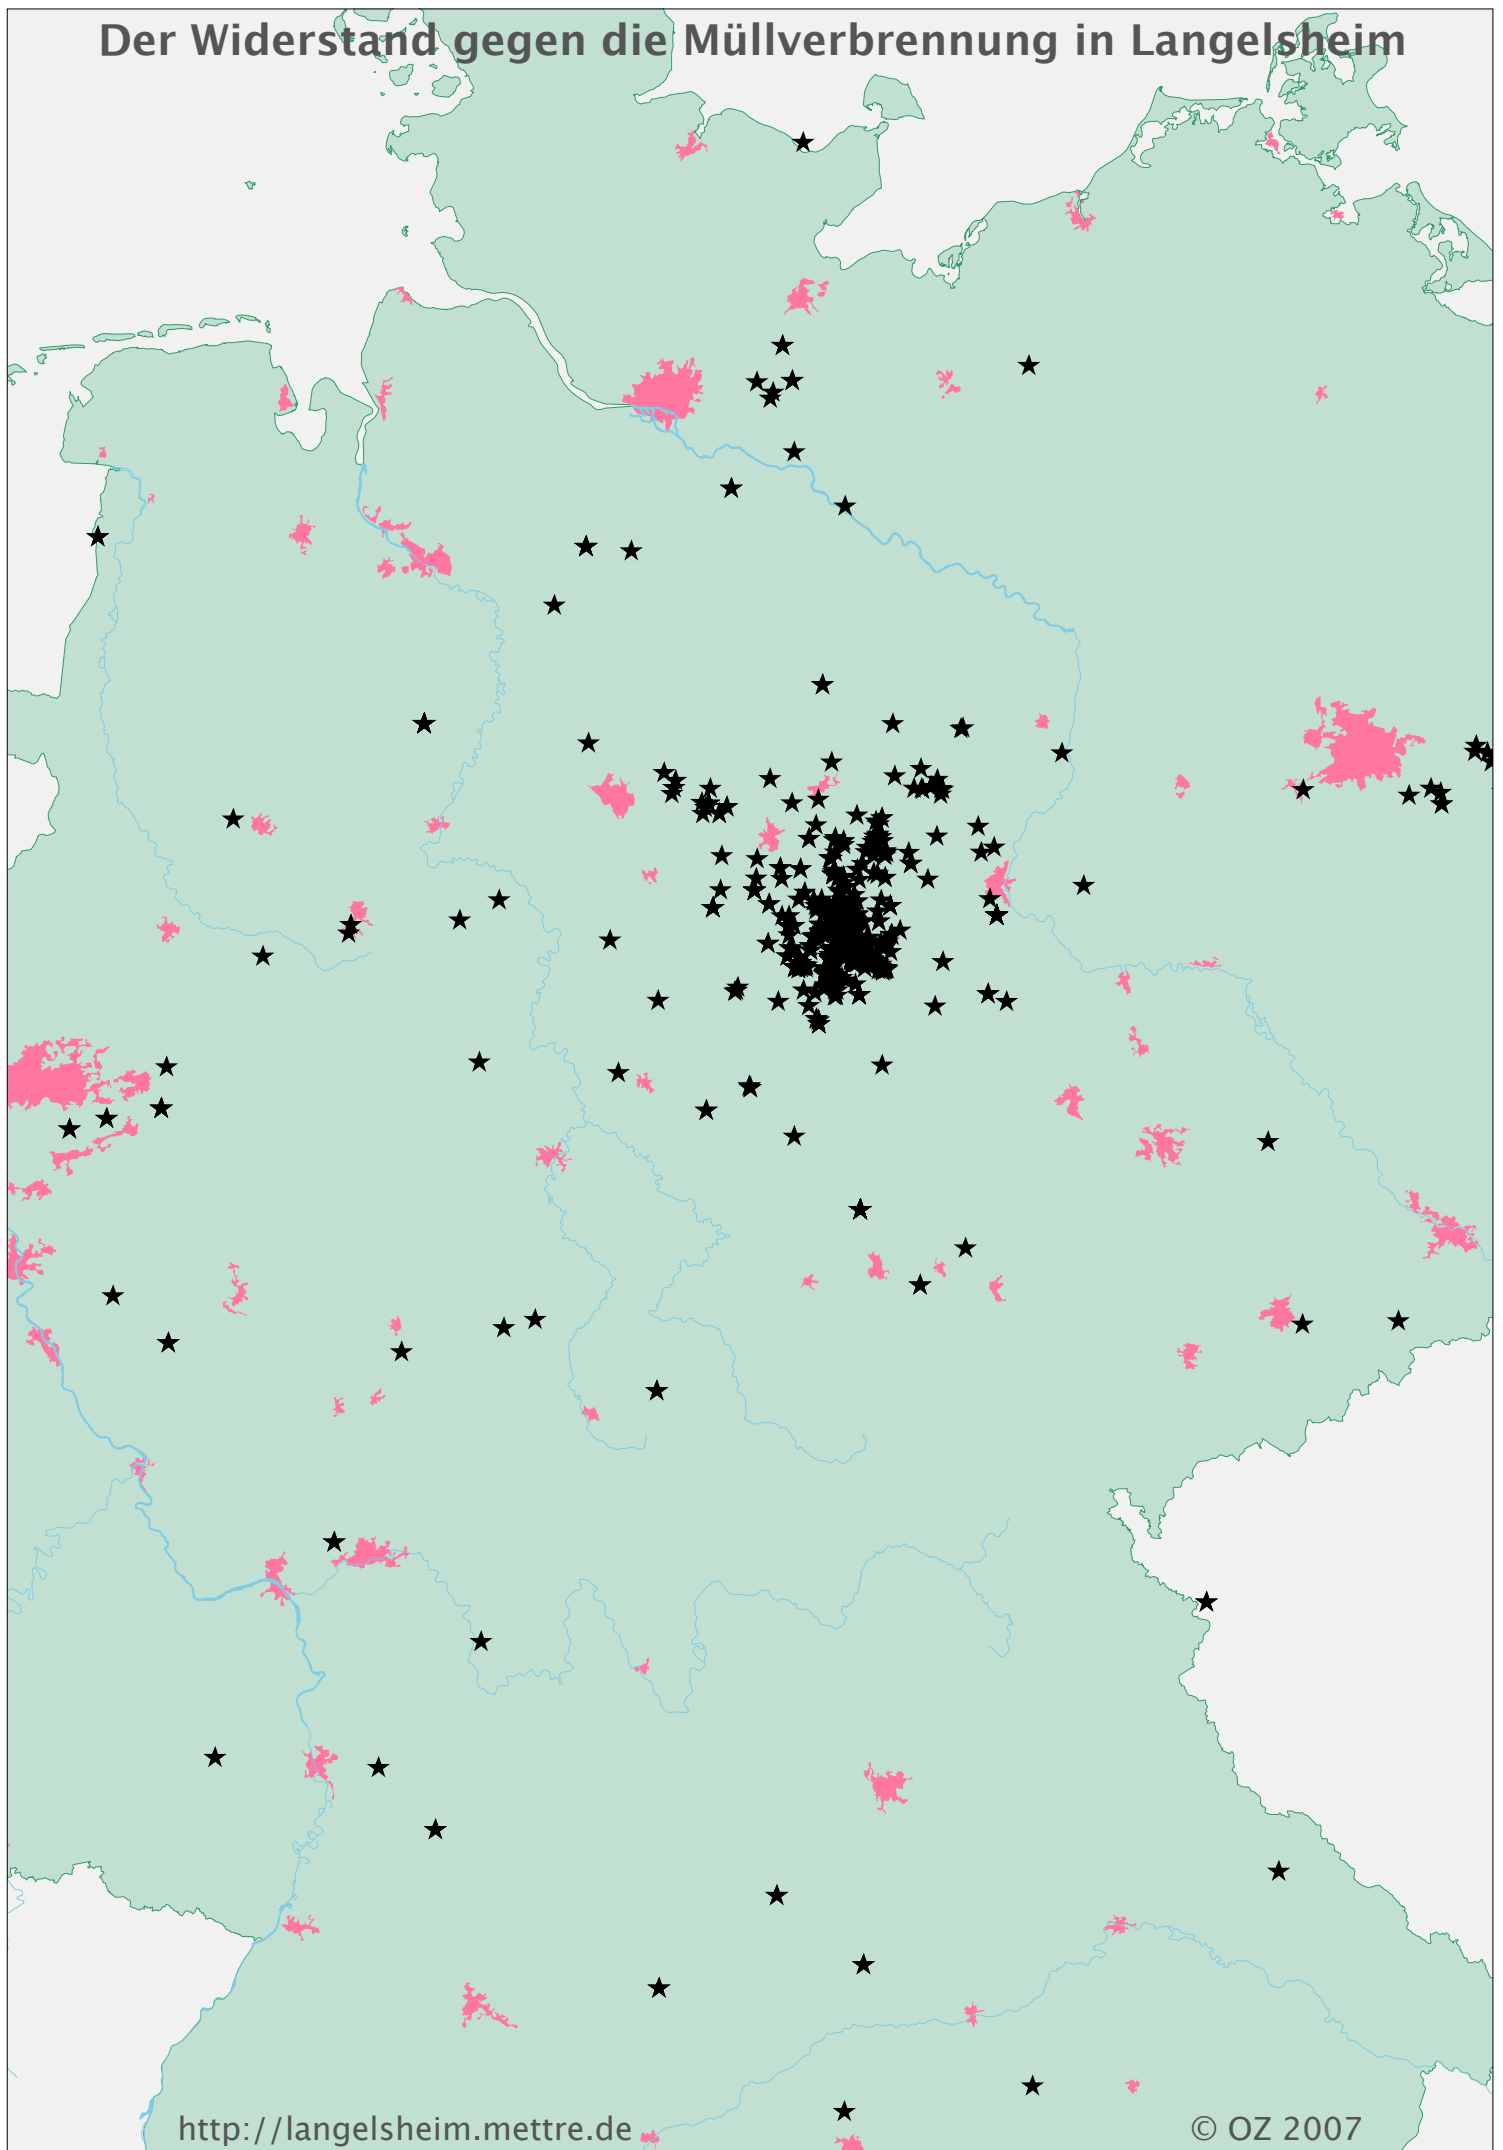 Der Widerstand gegen die Müllverbrennung in Langelsheim
http://langelsheim.mettre.de
© OZ 2007